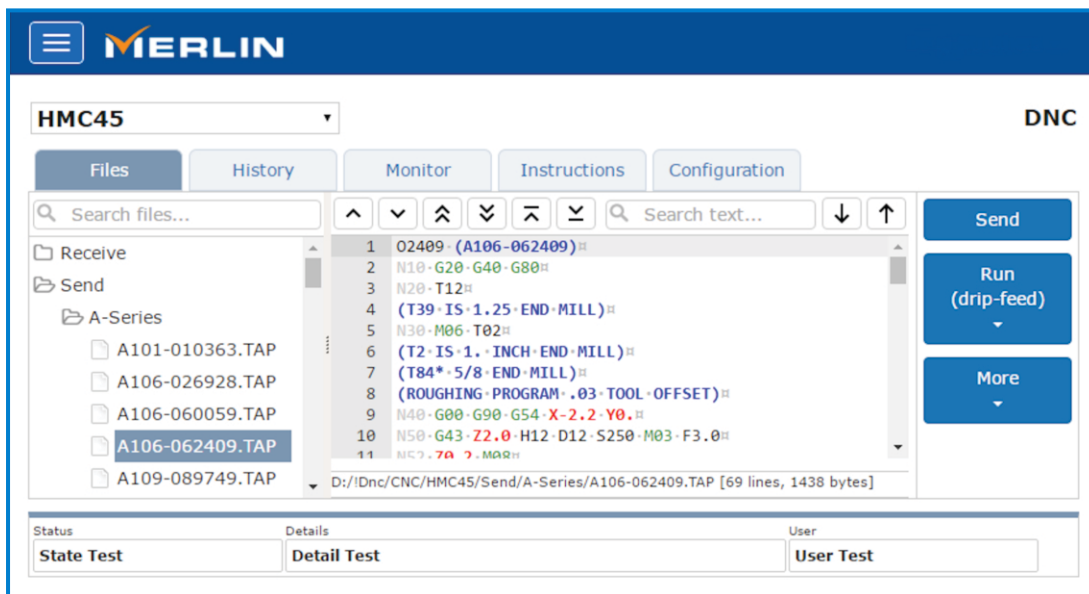 MERLIN
HMC45
DNC
Files History Monitor Instructions Configuration
Search files...
Search text...
Receive
Send
A-Series
A101-010363.TAP
A106-026928.TAP
A106-060059.TAP
A106-062409.TAP
A109-089749.TAP
1 O2409·(A106-062409)¤
2 N10·G20·G40·G80¤
3 N20·T12¤
4 (T39·IS·1.25·END·MILL)¤
5 N30·M06·T02¤
6 (T2·IS·1.·INCH·END·MILL)¤
7 (T84*·5/8·END·MILL)¤
8 (ROUGHING·PROGRAM·.03·TOOL·OFFSET)¤
9 N40·G00·G90·G54·X-2.2·Y0.¤
10 N50·G43·Z2.0·H12·D12·S250·M03·F3.0¤
11 N52·Z0.2·M08¤
D:/!Dnc/CNC/HMC45/Send/A-Series/A106-062409.TAP [69 lines, 1438 bytes]
Send
Run
(drip-feed)
More
Status Details User
State Test Detail Test User Test